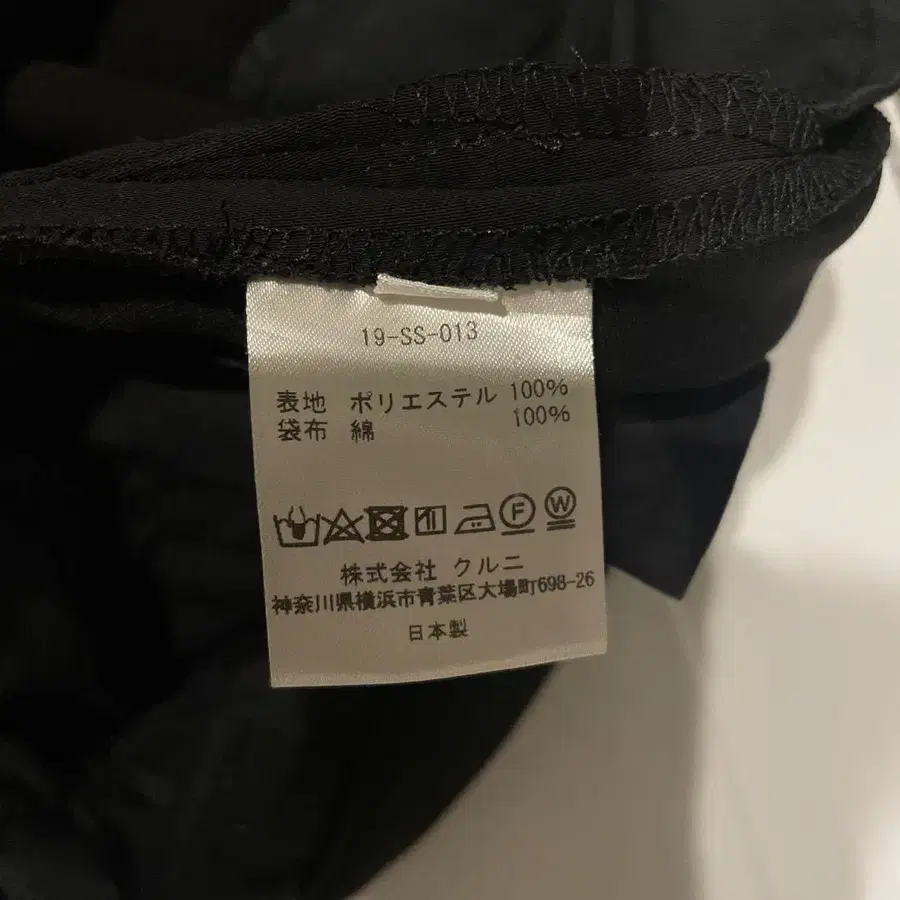 19-SS-013
表地 ポリエステル 100%
袋布 綿 100%
F W
株式会社 クルニ
神奈川県横浜市青葉区大場町698-26
日本製